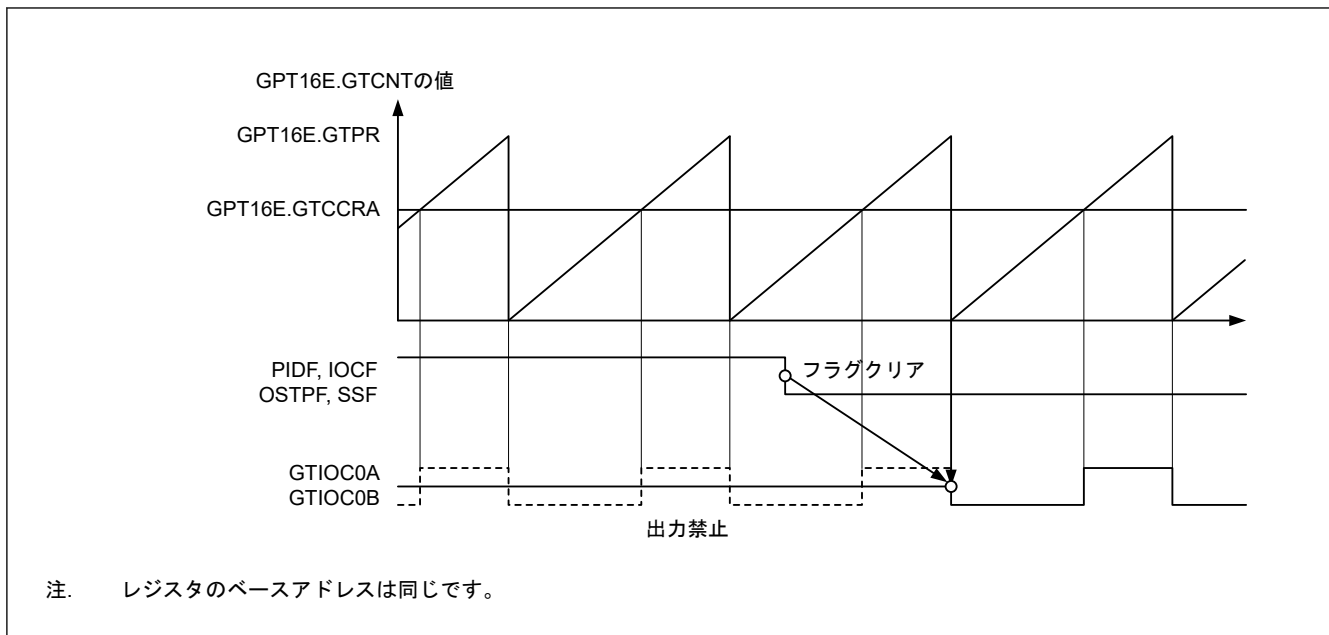 GPT16E.GTCNTの値
GPT16E.GTPR
GPT16E.GTCCRA
PIDF, IOCF
フラグクリア
OSTPF, SSF
GTIOC0A
GTIOC0B
出力禁止
注. レジスタのベースアドレスは同じです。